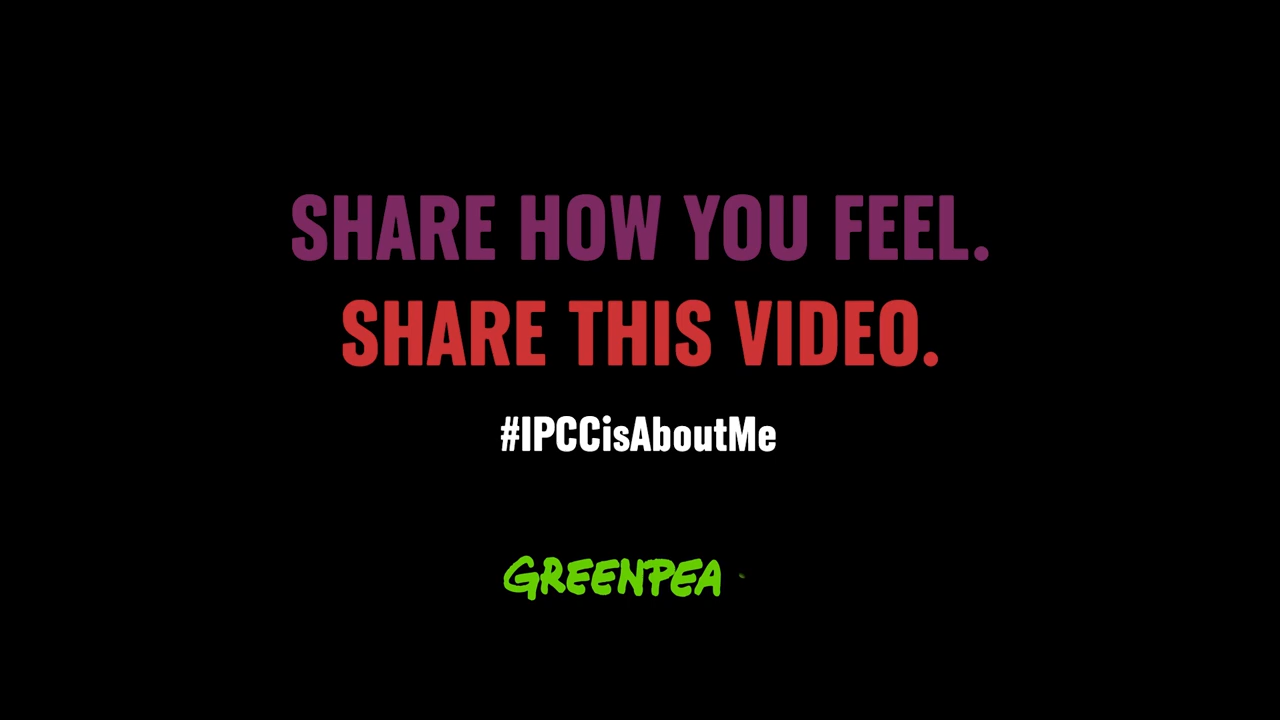 SHARE HOW YOU FEEL.
SHARE THIS VIDEO.
#IPCCisAboutMe
GREENPEA